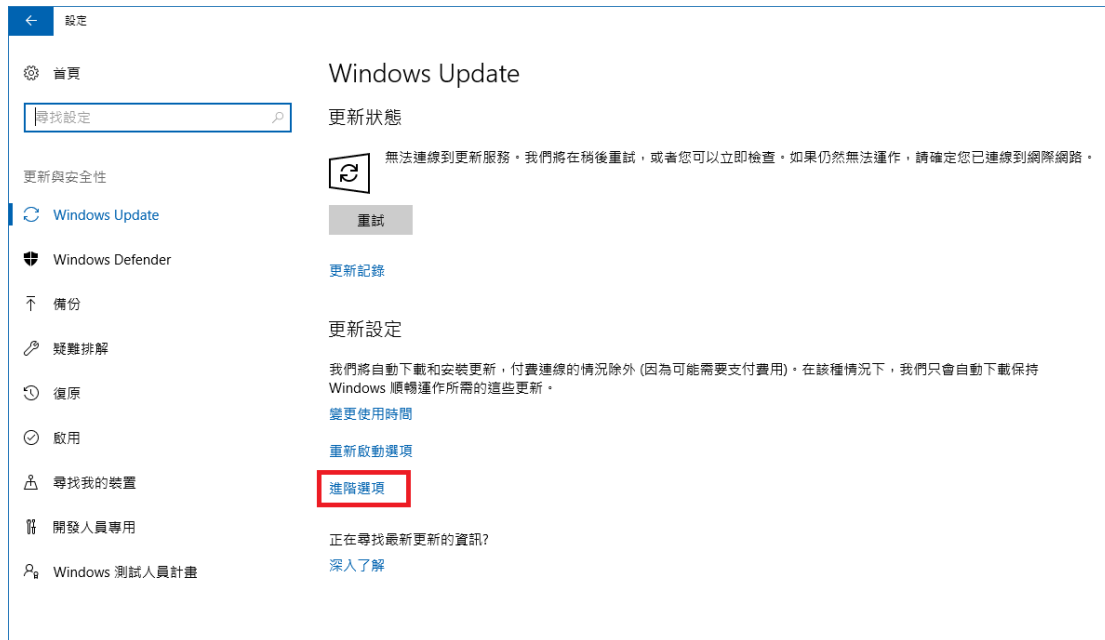 設定
首頁
尋找設定
更新與安全性
Windows Update
Windows Defender
備份
疑難排解
復原
啟用
尋找我的裝置
開發人員專用
Windows 測試人員計畫
Windows Update
更新狀態
無法連線到更新服務。我們將在稍後重試，或者您可以立即檢查。如果仍然無法運作，請確定您已連線到網際網路。
重試
更新記錄
更新設定
我們將自動下載和安裝更新，付費連線的情況除外 (因為可能需要支付費用)。在該種情況下，我們只會自動下載保持
Windows 順暢運作所需的這些更新。
變更使用時間
重新啟動選項
進階選項
正在尋找最新更新的資訊?
深入了解